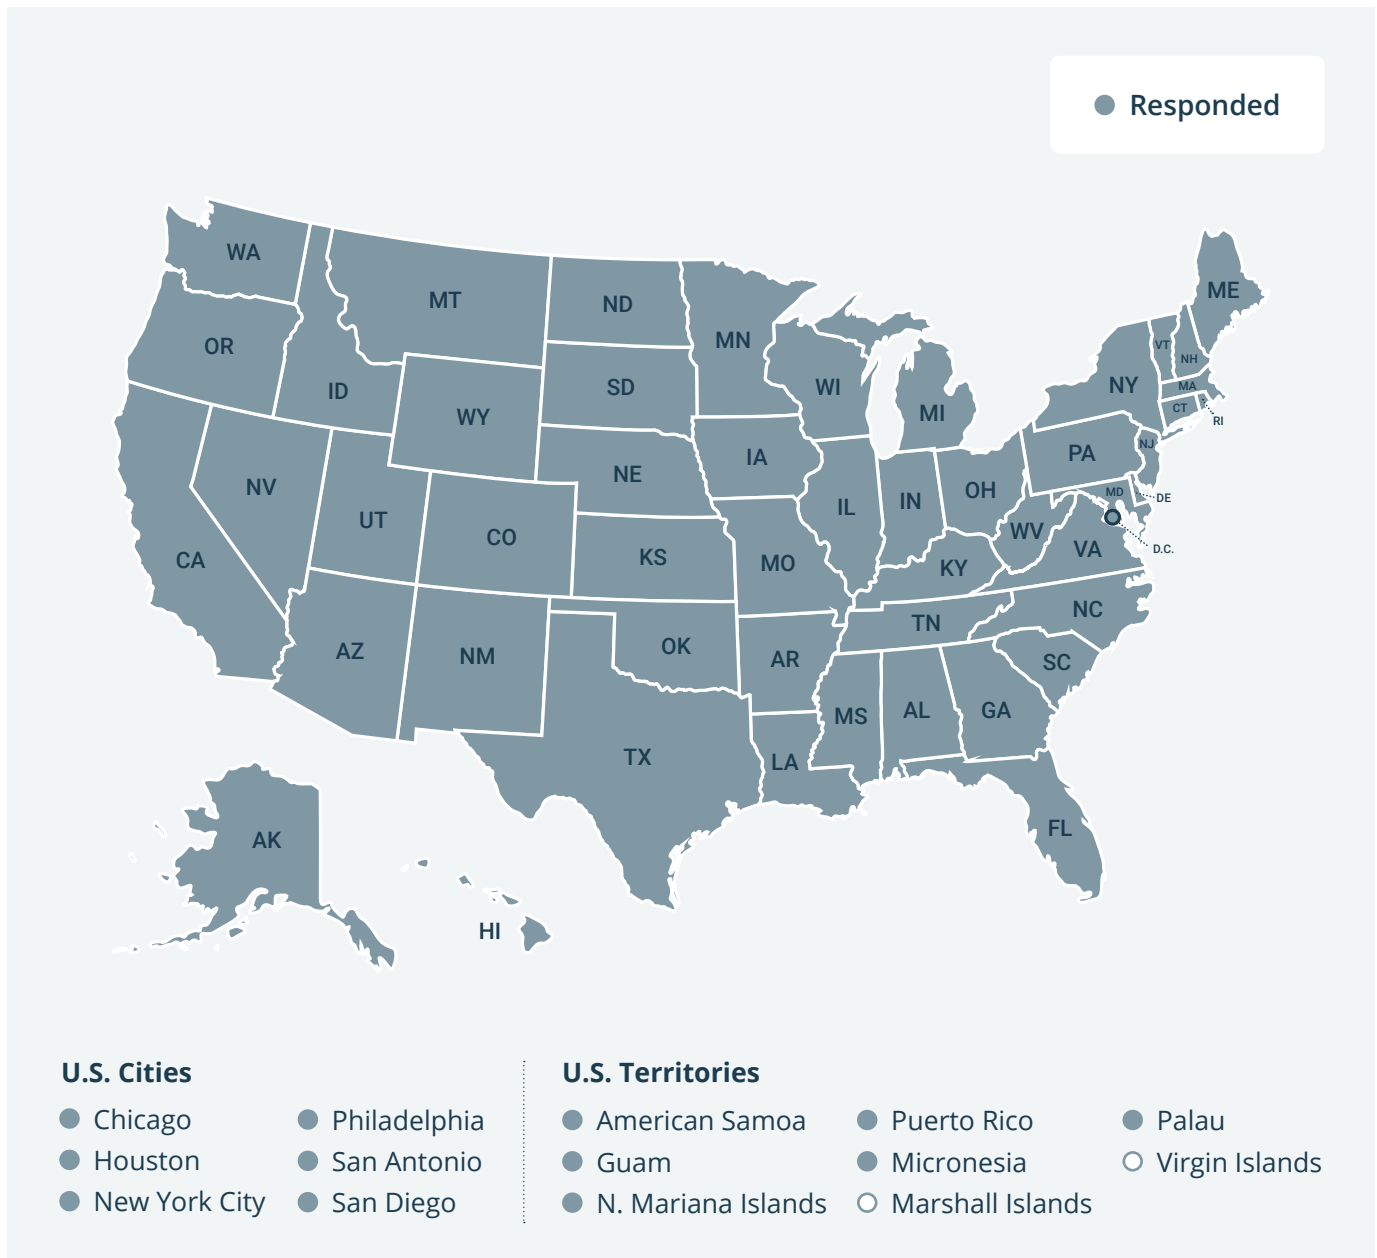 Responded
WA
MT
ND
MN
ME
OR
ID
SD
WI
MI
NY
VT
NH
MA
CT
RI
WY
NE
IA
PA
NJ
NV
UT
CO
KS
MO
IL
IN
OH
WV
MD
DE
D.C.
VA
CA
KY
NC
AZ
NM
OK
AR
TN
SC
TX
LA
MS
AL
GA
FL
AK
HI
U.S. Cities
Chicago
Houston
New York City
Philadelphia
San Antonio
San Diego
U.S. Territories
American Samoa
Guam
N. Mariana Islands
Puerto Rico
Micronesia
Marshall Islands
Palau
Virgin Islands